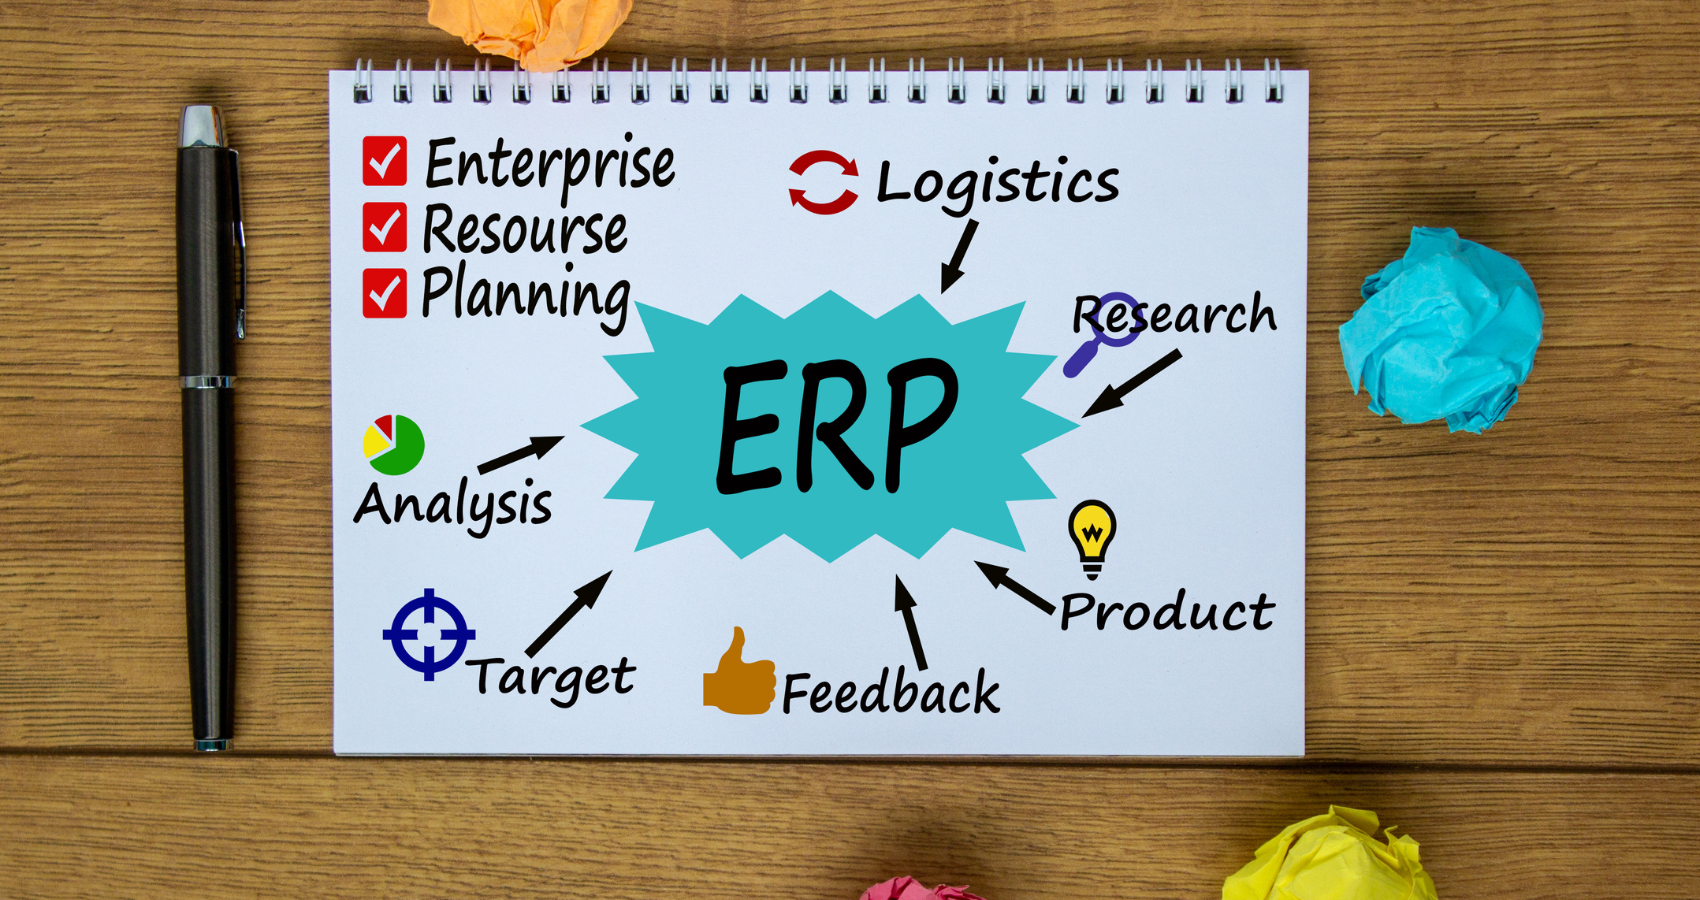 Enterprise
Resourse
Planning
Logistics
Research
ERP
Analysis
Product
Target
Feedback